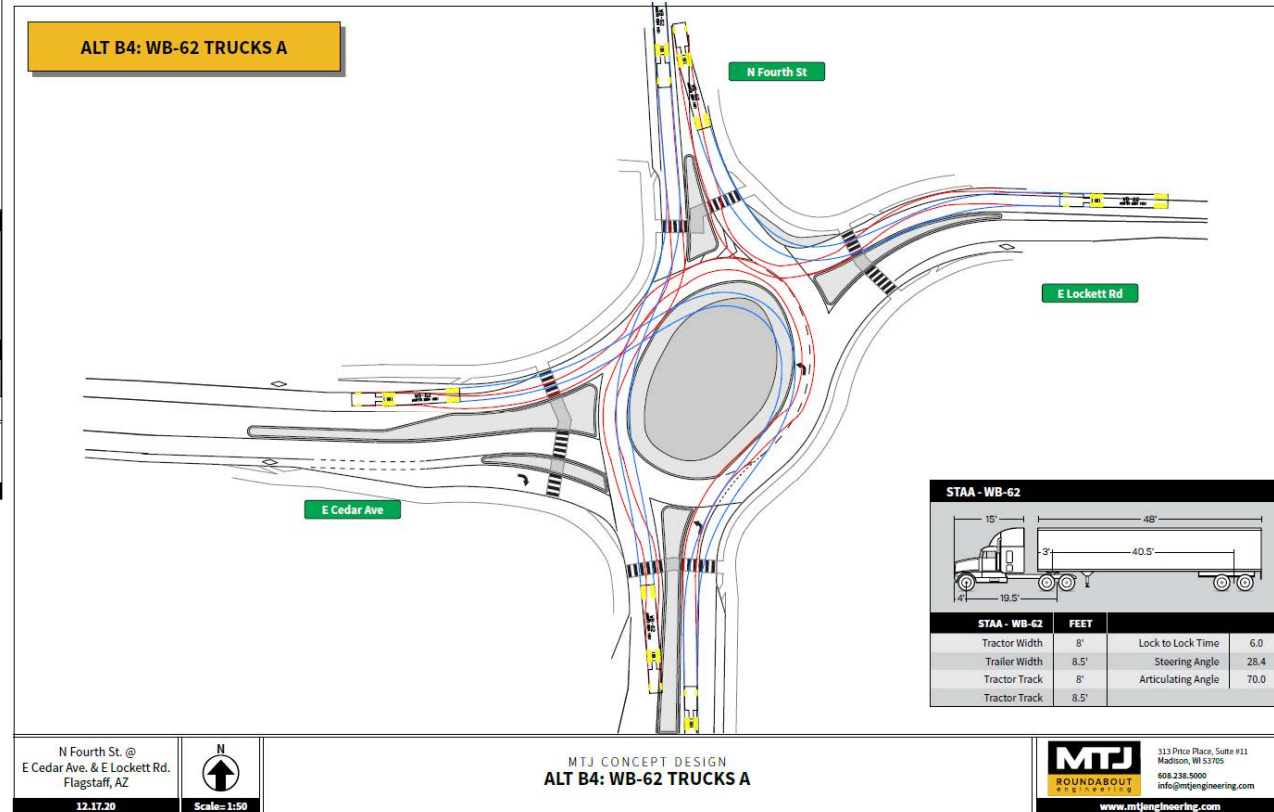 ALT B4: WB-62 TRUCKS A
N Fourth St
E Lockett Rd
E Cedar Ave
STAA - WB-62
15'
48'
3'
40.5'
4'
19.5'
STAA - WB-62 FEET
Tractor Width 8' Lock to Lock Time 6.0
Trailer Width 8.5' Steering Angle 28.4
Tractor Track 8' Articulating Angle 70.0
Tractor Track 8.5'
N Fourth St. @
E Cedar Ave. & E Lockett Rd.
Flagstaff, AZ
12.17.20
N
Scale= 1:50
MTJ CONCEPT DESIGN
ALT B4: WB-62 TRUCKS A
MTJ
ROUNDABOUT
engineering
313 Price Place, Suite #11
Madison, WI 53705
608.238.5000
info@mtjengineering.com
www.mtjengineering.com